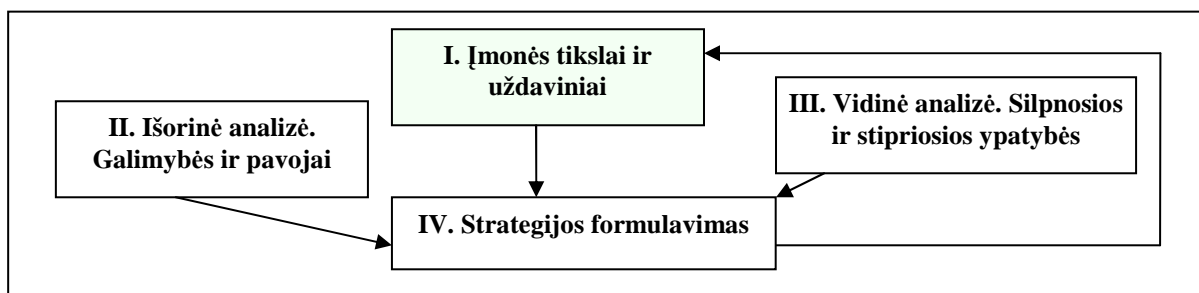 I. Įmonės tikslai ir
uždaviniai
II. Išorinė analizė.
Galimybės ir pavojai
III. Vidinė analizė. Silpnosios
ir stipriosios ypatybės
IV. Strategijos formulavimas